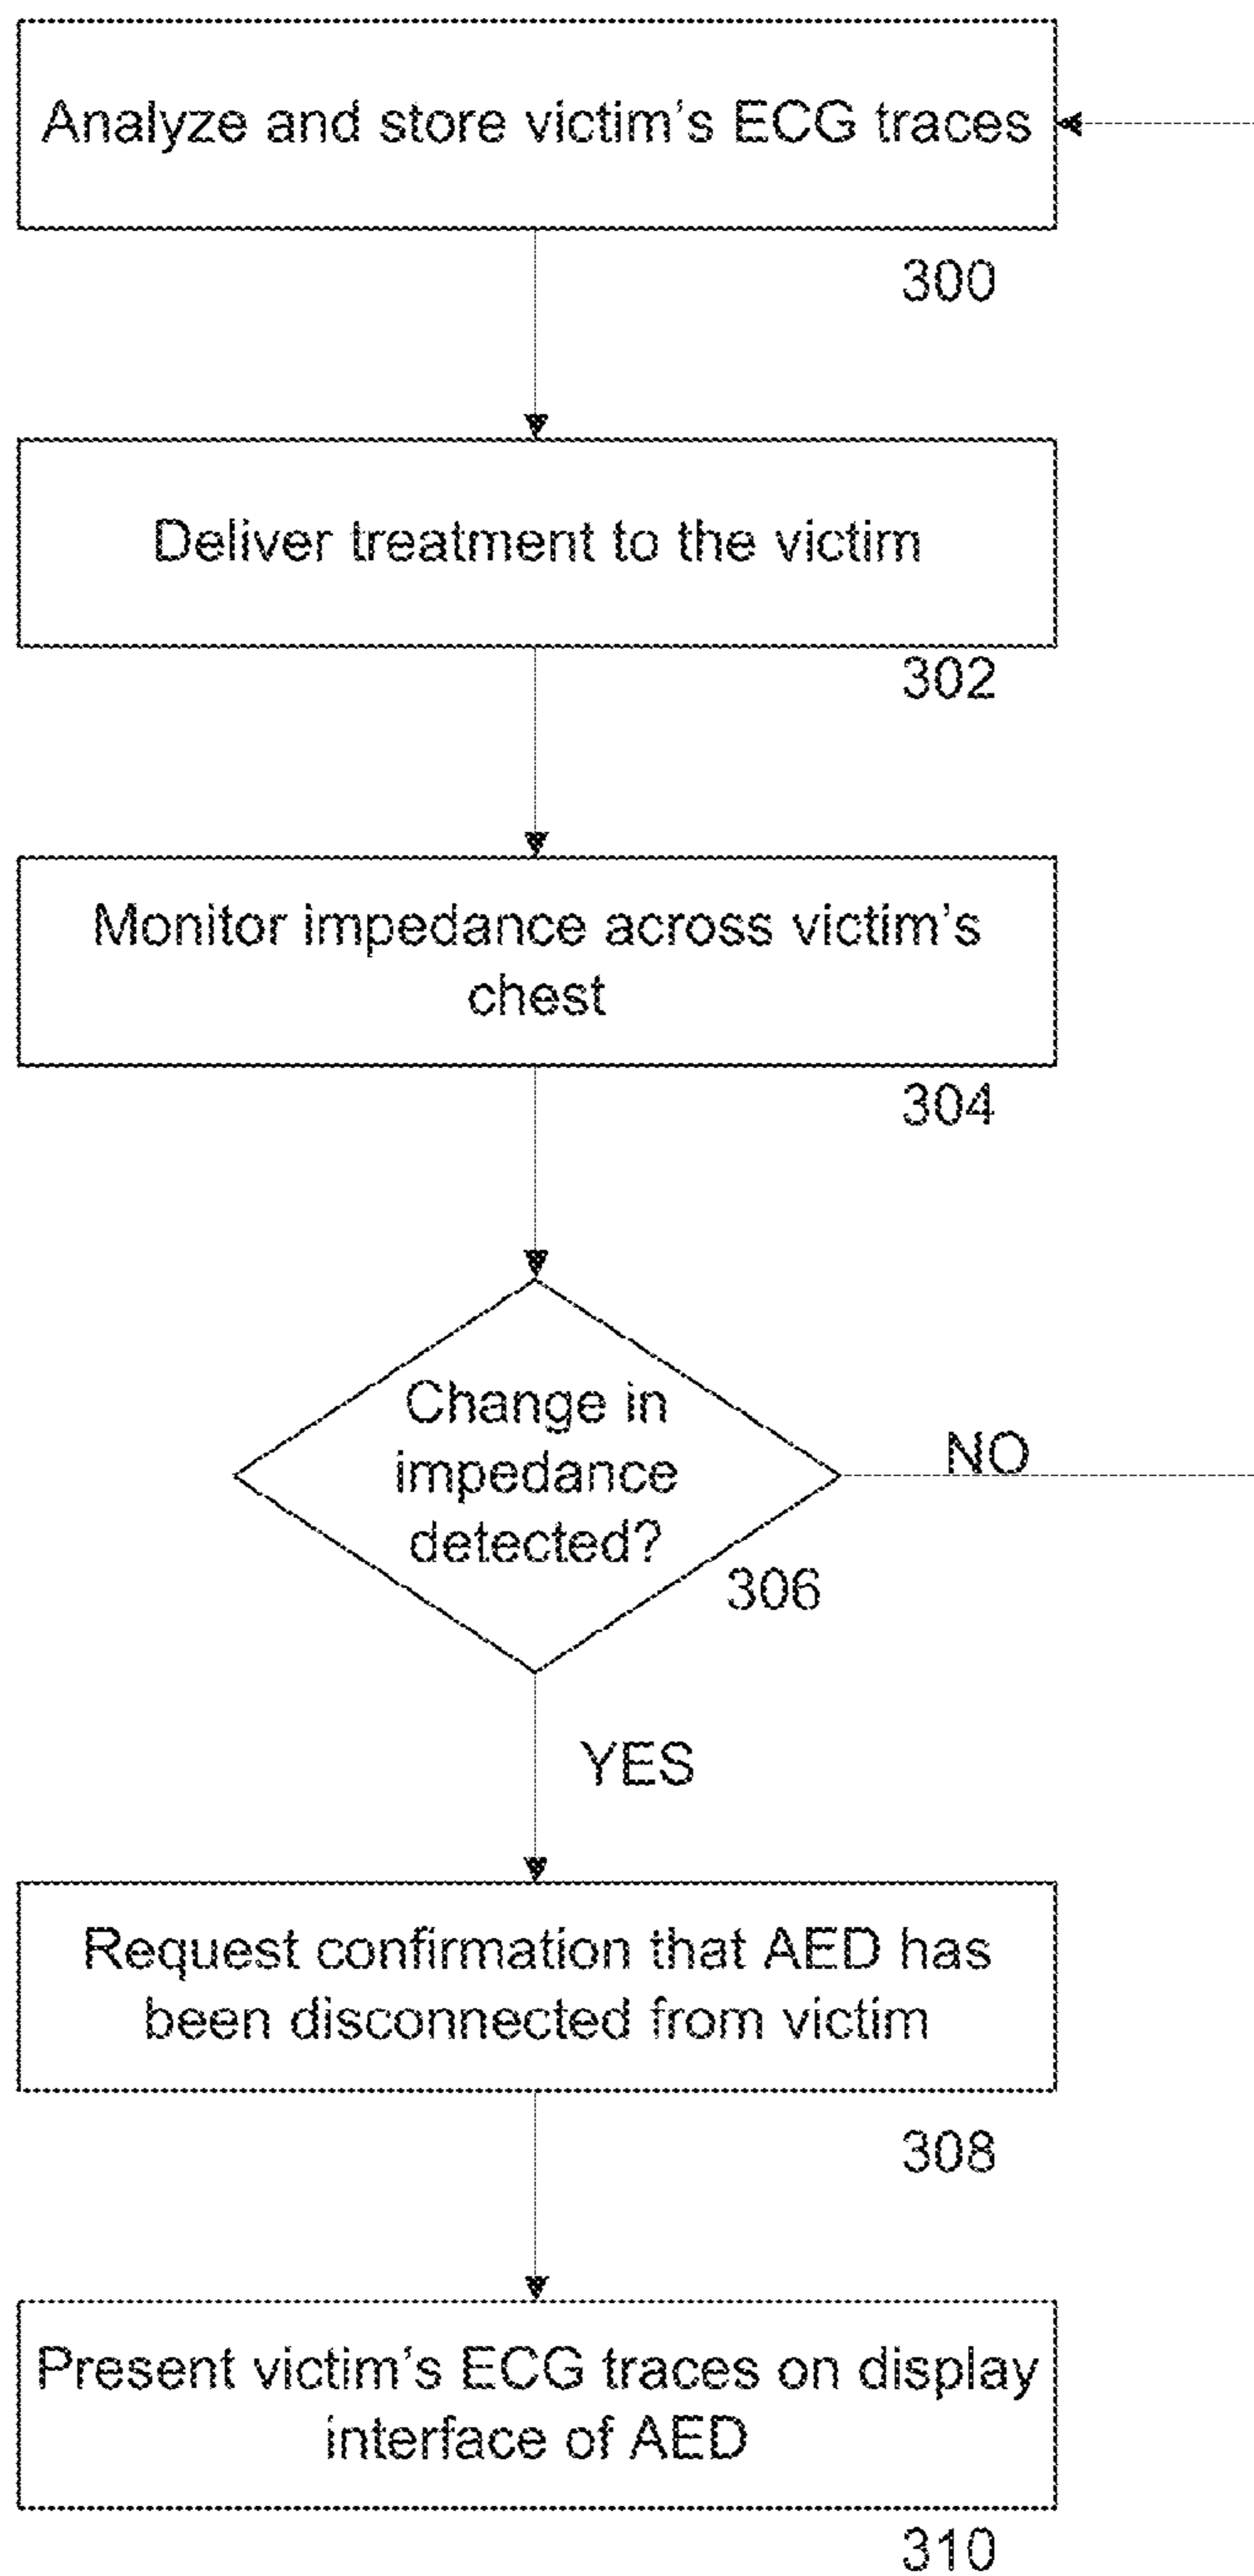 Analyze and store victim's ECG traces
300
Deliver treatment to the victim
302
Monitor impedance across victim's
chest
304
Change in
impedance
detected?
NO
306
YES
Request confirmation that AED has
been disconnected from victim
308
Present victim's ECG traces on display
interface of AED
310